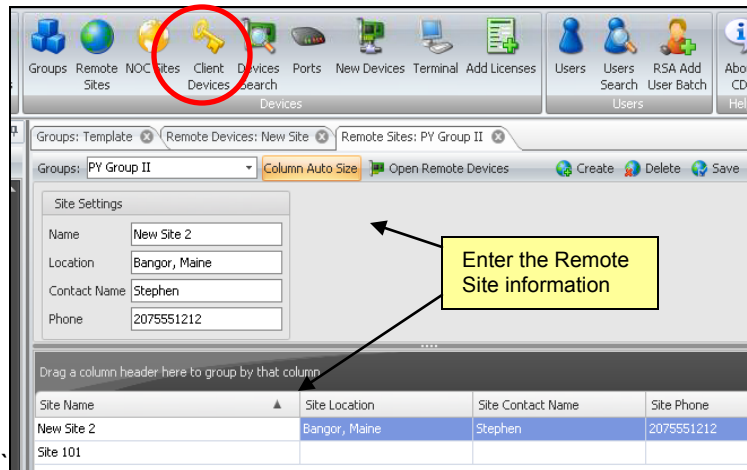 Groups Remote Sites NOC Sites Client Devices Devices Search Ports New Devices Terminal Add Licenses Users Users Search RSA Add User Batch Abo
CD
Devices Users Hel
Groups: Template Remote Devices: New Site Remote Sites: PY Group II
Groups: PY Group II Column Auto Size Open Remote Devices Create Delete Save
Site Settings
Name New Site 2
Location Bangor, Maine
Contact Name Stephen
Phone 2075551212
Enter the Remote
Site information
Drag a column header here to group by that column
Site Name Site Location Site Contact Name Site Phone
New Site 2 Bangor, Maine Stephen 2075551212
Site 101